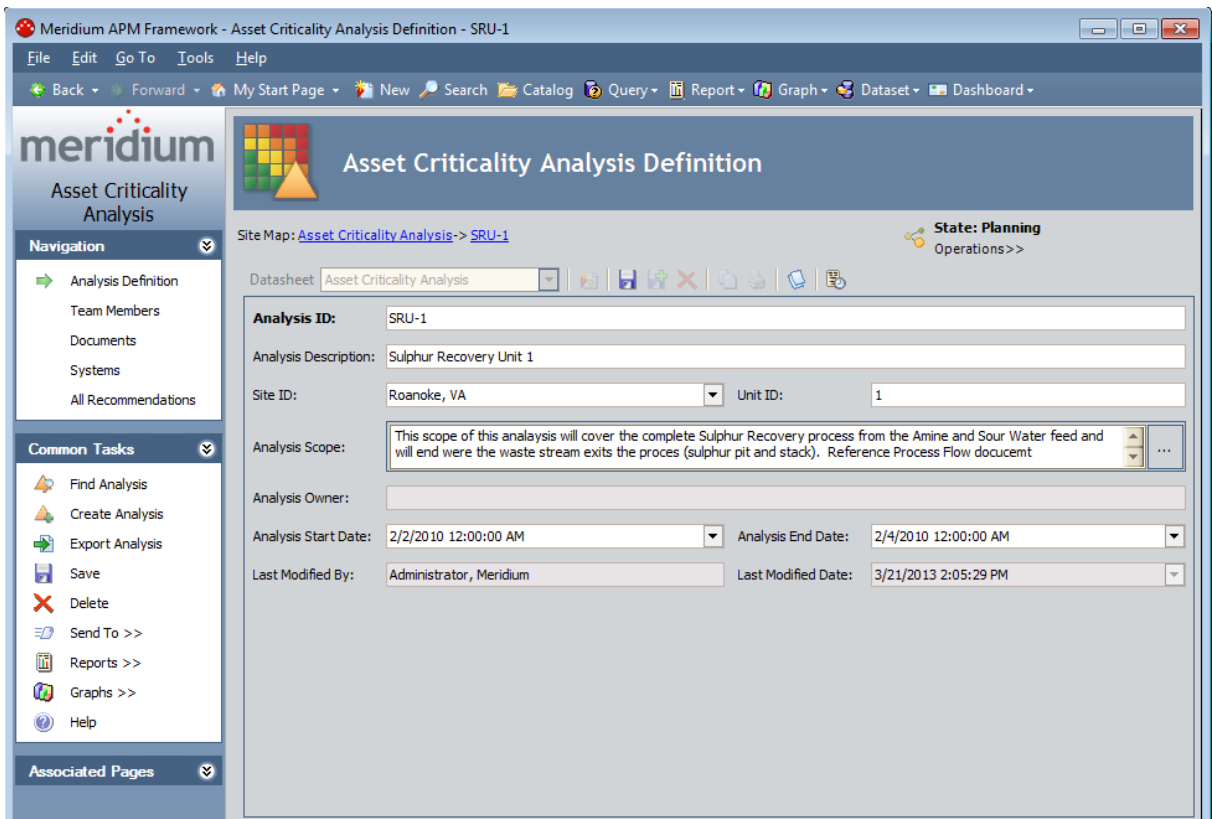 Meridium APM Framework - Asset Criticality Analysis Definition - SRU-1
File Edit Go To Tools Help
Back Forward My Start Page New Search Catalog Query Report Graph Dataset Dashboard
meridium
Asset Criticality
Analysis
Navigation
Analysis Definition
Team Members
Documents
Systems
All Recommendations
Common Tasks
Find Analysis
Create Analysis
Export Analysis
Save
Delete
Send To >>
Reports >>
Graphs >>
Help
Associated Pages
Asset Criticality Analysis Definition
Site Map: Asset Criticality Analysis-> SRU-1
State: Planning
Operations>>
Datasheet Asset Criticality Analysis
Analysis ID: SRU-1
Analysis Description: Sulphur Recovery Unit 1
Site ID: Roanoke, VA Unit ID: 1
Analysis Scope: This scope of this analaysis will cover the complete Sulphur Recovery process from the Amine and Sour Water feed and
will end were the waste stream exits the proces (sulphur pit and stack). Reference Process Flow docucemt
...
Analysis Owner:
Analysis Start Date: 2/2/2010 12:00:00 AM Analysis End Date: 2/4/2010 12:00:00 AM
Last Modified By: Administrator, Meridium Last Modified Date: 3/21/2013 2:05:29 PM